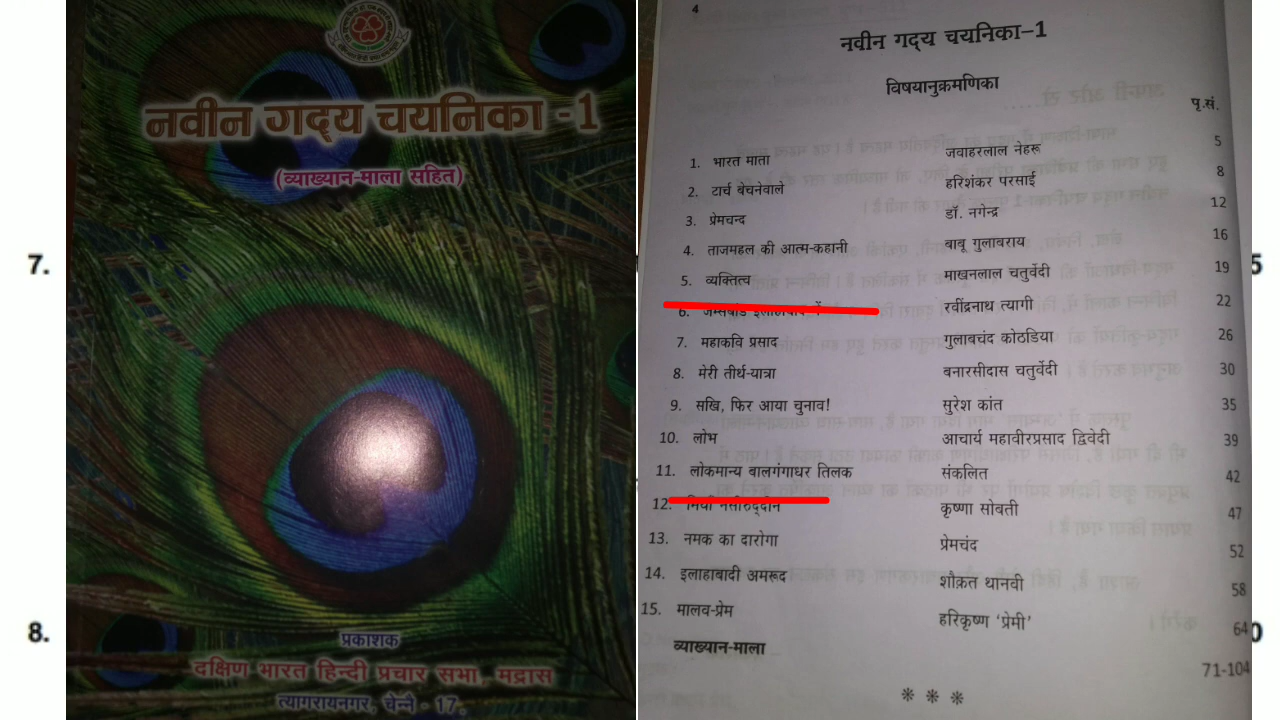 नवीन गद्य चयनिका -1
(व्याख्यान-माला सहित)
प्रकाशक
दक्षिण भारत हिन्दी प्रचार सभा, मद्रास
त्यागरायनगर, चेन्नै - 17.
7.
8.
4
नवीन गद्य चयनिका–1
विषयानुक्रमणिका
पृ.सं.
1. भारत माता जवाहरलाल नेहरू 5
2. टार्च बेचनेवाले हरिशंकर परसाई 8
3. प्रेमचन्द डॉ. नगेन्द्र 12
4. ताजमहल की आत्म-कहानी बाबू गुलाबराय 16
5. व्यक्तित्व माखनलाल चतुर्वेदी 19
6. रवींद्रनाथ त्यागी 22
7. महाकवि प्रसाद गुलाबचंद कोठडिया 26
8. मेरी तीर्थ-यात्रा बनारसीदास चतुर्वेदी 30
9. सखि, फिर आया चुनाव! सुरेश कांत 35
10. लोभ आचार्य महावीरप्रसाद द्विवेदी 39
11. लोकमान्य बालगंगाधर तिलक संकलित 42
12. मियाँ नसीरुद्दीन कृष्णा सोबती 47
13. नमक का दारोगा प्रेमचंद 52
14. इलाहाबादी अमरूद शौक़त थानवी 58
15. मालव-प्रेम हरिकृष्ण 'प्रेमी' 64
व्याख्यान-माला 71-104
5
0